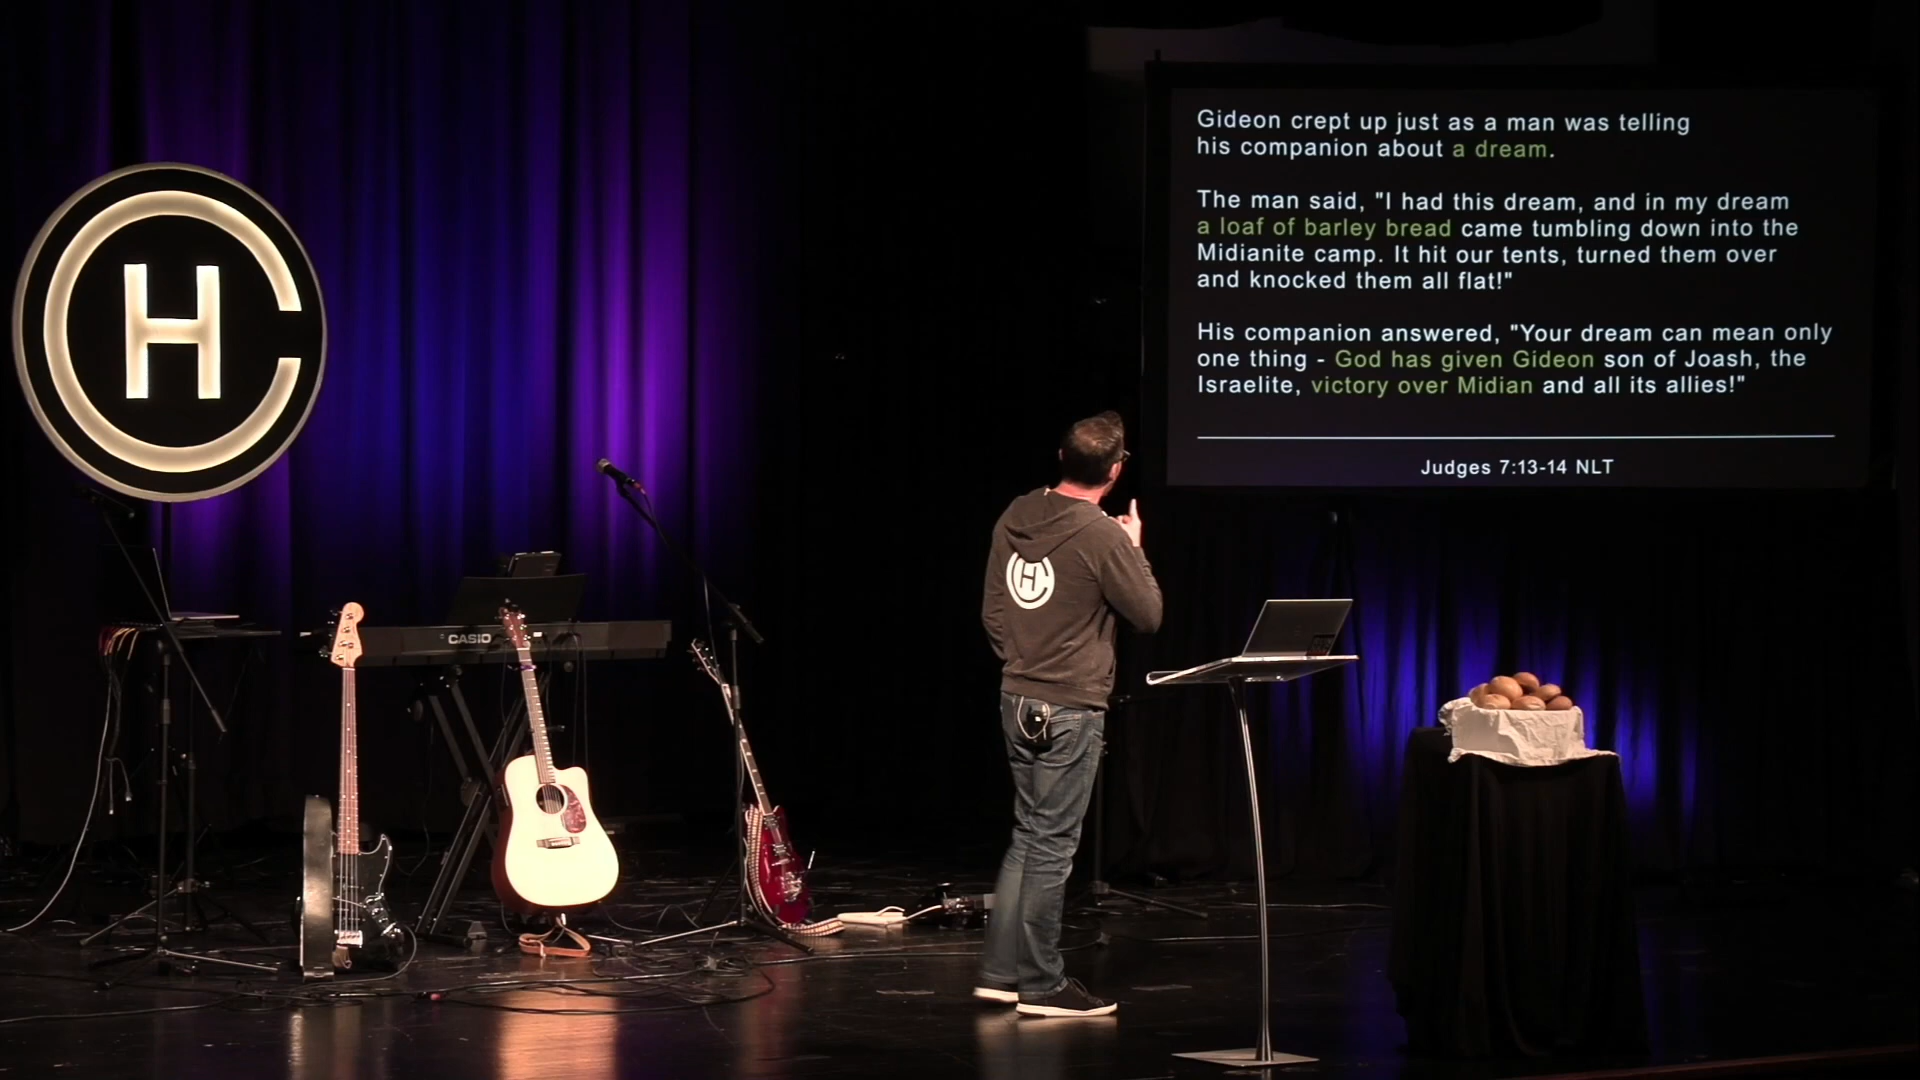 Gideon crept up just as a man was telling
his companion about a dream.
The man said, "I had this dream, and in my dream
a loaf of barley bread came tumbling down into the
Midianite camp. It hit our tents, turned them over
and knocked them all flat!"
His companion answered, "Your dream can mean only
one thing - God has given Gideon son of Joash, the
Israelite, victory over Midian and all its allies!"
Judges 7:13-14 NLT
HC
HC
CASIO